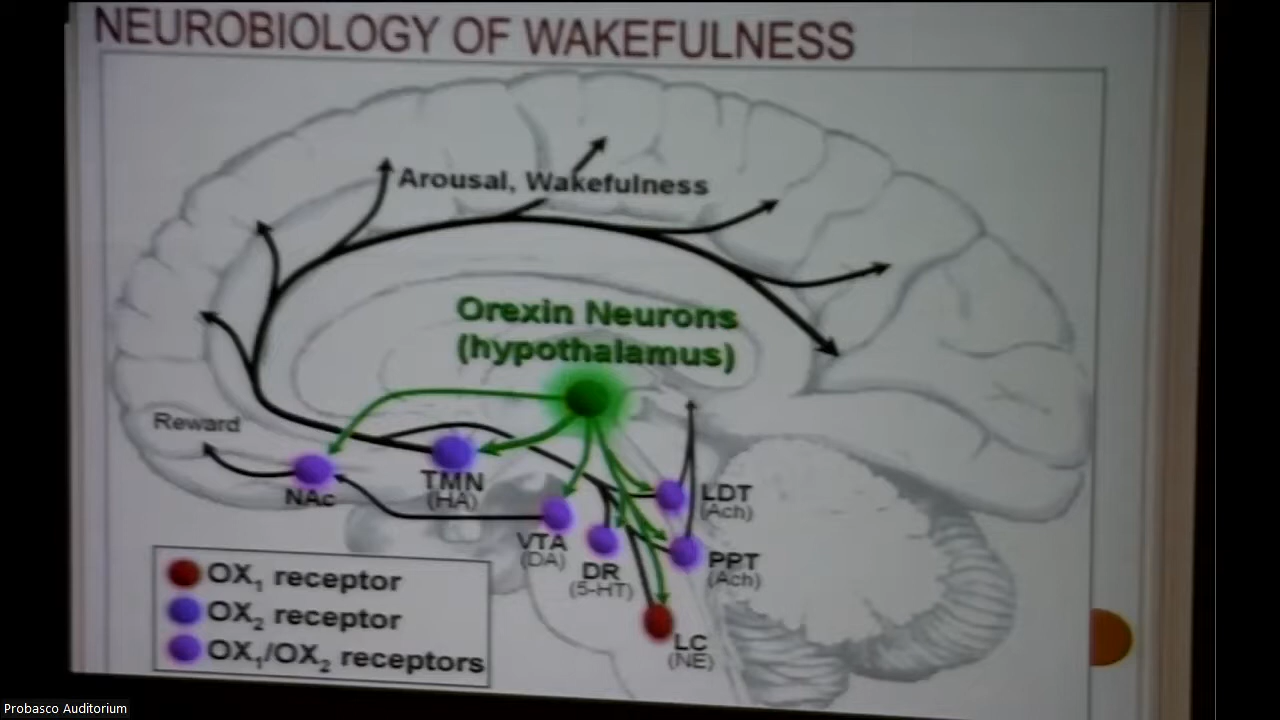 NEUROBIOLOGY OF WAKEFULNESS
Arousal, Wakefulness
Orexin Neurons
(hypothalamus)
Reward
NAc
TMN
(HA)
VTA
(DA)
DR
(5-HT)
LDT
(Ach)
PPT
(Ach)
LC
(NE)
OX₁ receptor
OX₂ receptor
OX₁/OX₂ receptors
Probasco Auditorium